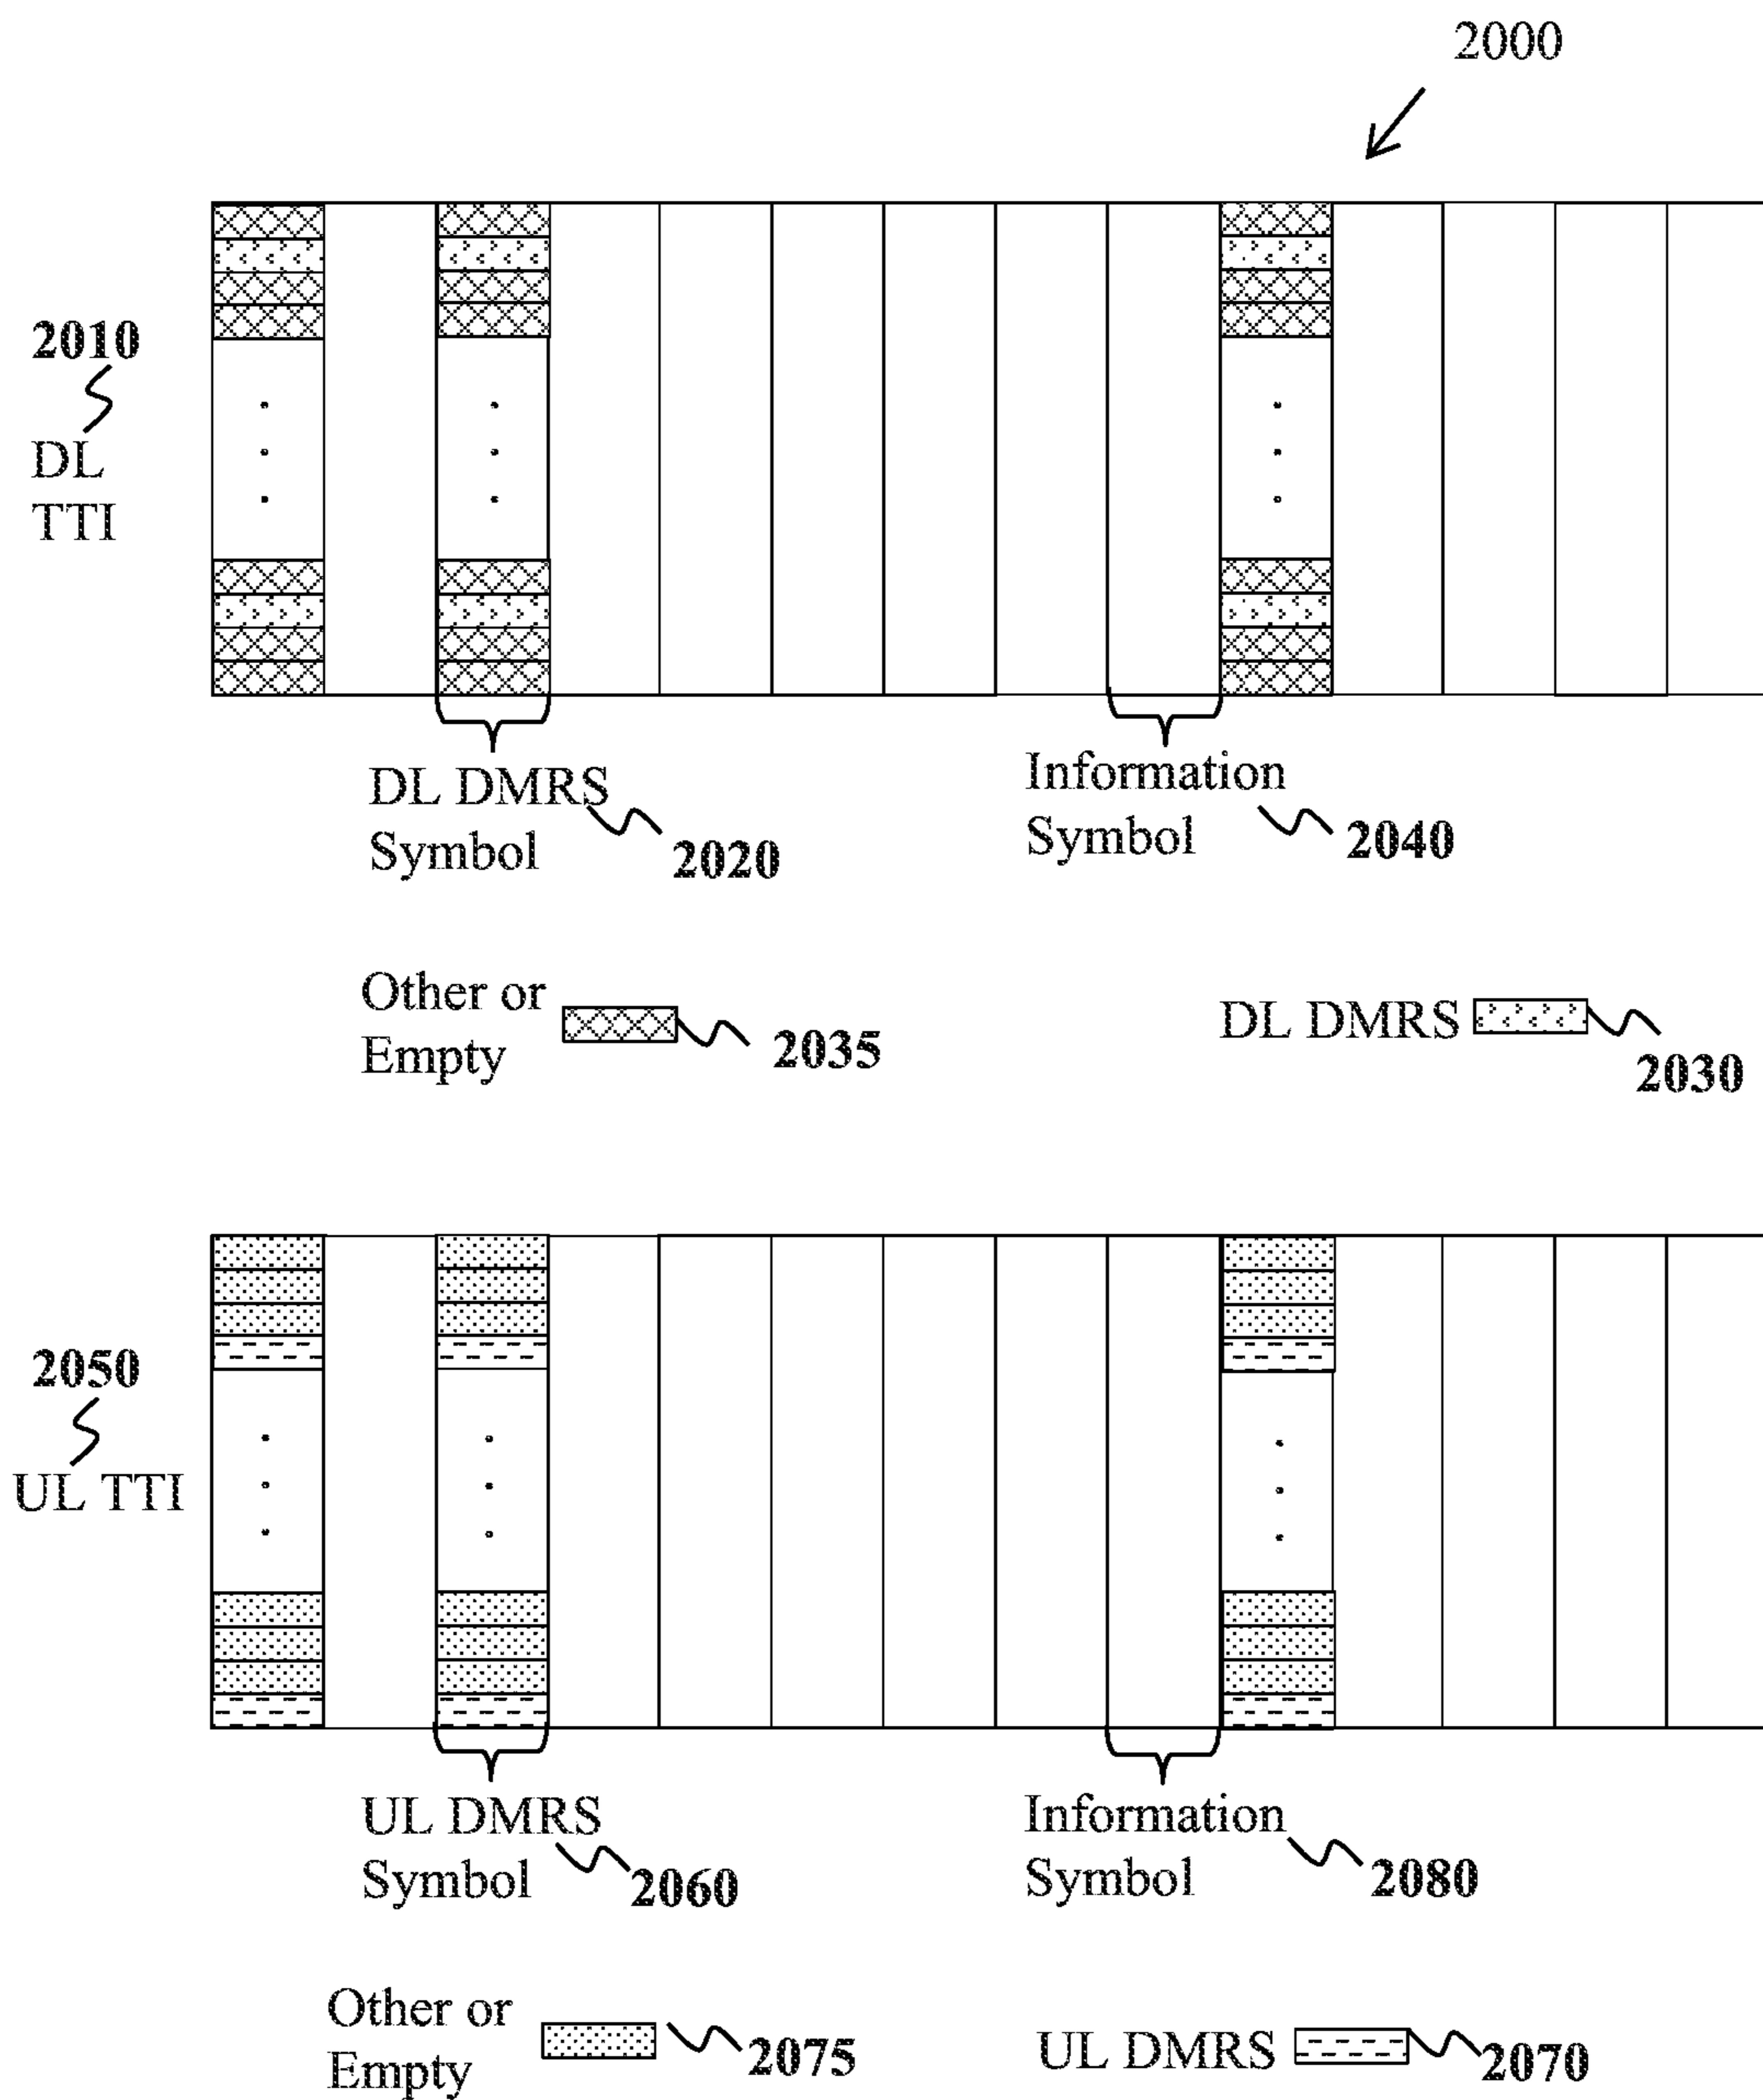 2000
2010
DL
TTI
DL DMRS
Symbol
2020
Information
Symbol
2040
Other or
Empty
2035
DL DMRS
2030
2050
UL TTI
UL DMRS
Symbol
2060
Information
Symbol
2080
Other or
Empty
2075
UL DMRS
2070